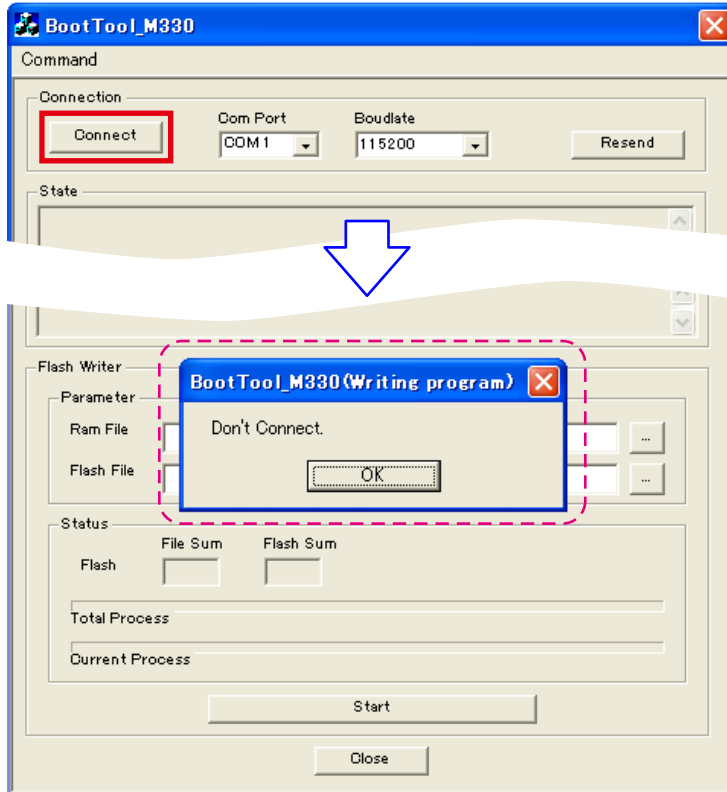 BootTool_M330
Command
Connection
Connect
Com Port
COM1
Boudlate
115200
Resend
State
Flash Writer
Parameter
Ram File
...
Flash File
...
BootTool_M330(Writing program)
Don't Connect.
OK
Status
File Sum
Flash Sum
Flash
Total Process
Current Process
Start
Close